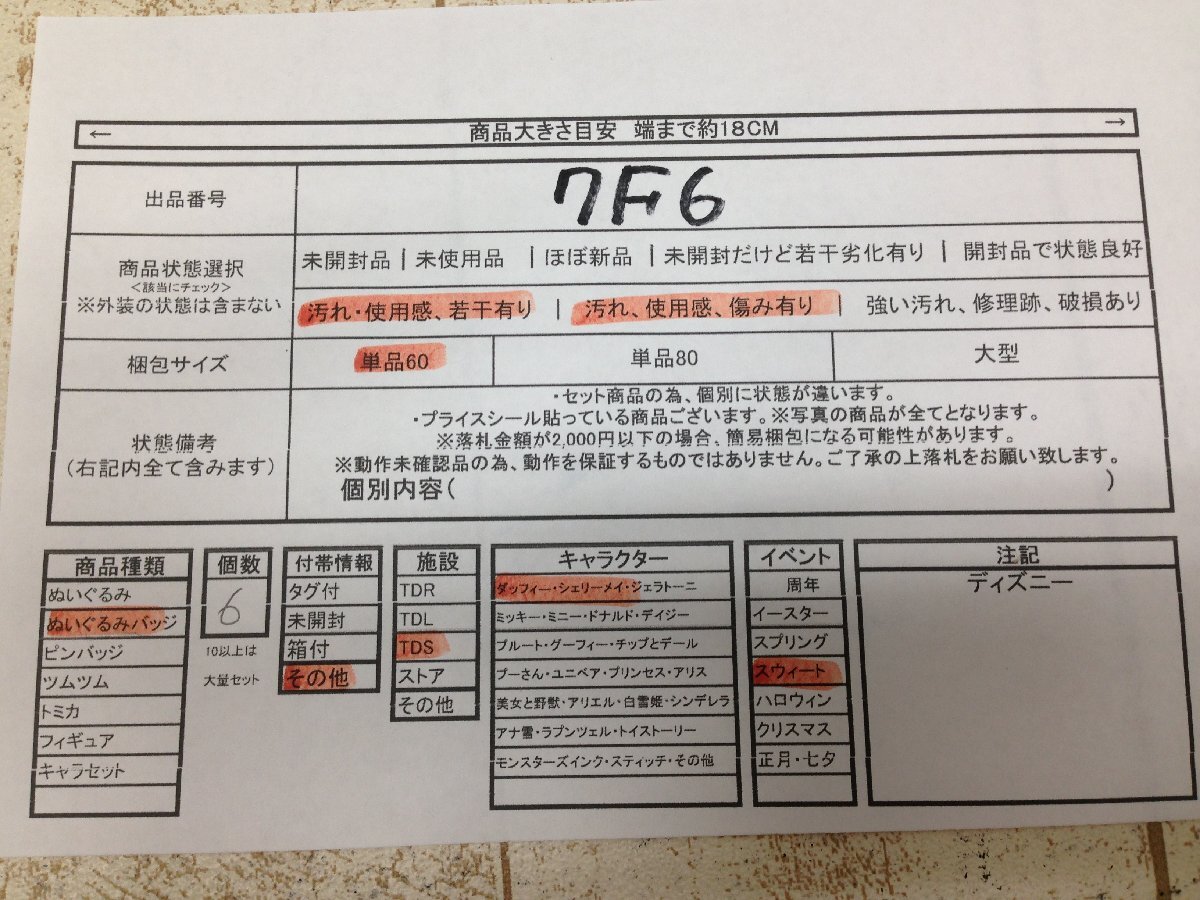 ← 商品大きさ目安 端まで約18CM →
出品番号 7F6
商品状態選択
<該当にチェック>
※外装の状態は含まない
未開封品 | 未使用品 | ほぼ新品 | 未開封だけど若干劣化有り | 開封品で状態良好
汚れ・使用感、若干有り | 汚れ、使用感、傷み有り | 強い汚れ、修理跡、破損あり
梱包サイズ 単品60 単品80 大型
状態備考
(右記内全て含みます)
・セット商品の為、個別に状態が違います。
・プライスシール貼っている商品ございます。※写真の商品が全てとなります。
※落札金額が2,000円以下の場合、簡易梱包になる可能性があります。
※動作未確認品の為、動作を保証するものではありません。ご了承の上落札をお願い致します。
個別内容( )
商品種類
ぬいぐるみ
ぬいぐるみバッジ
ピンバッジ
ツムツム
トミカ
フィギュア
キャラセット
個数
6
10以上は
大量セット
付帯情報
タグ付
未開封
箱付
その他
施設
TDR
TDL
TDS
ストア
その他
キャラクター
ダッフィー・シェリーメイ・ジェラトーニ
ミッキー・ミニー・ドナルド・デイジー
プルート・グーフィー・チップとデール
プーさん・ユニベア・プリンセス・アリス
美女と野獣・アリエル・白雪姫・シンデレラ
アナ雪・ラプンツェル・トイストーリー
モンスターズインク・スティッチ・その他
イベント
周年
イースター
スプリング
スウィート
ハロウィン
クリスマス
正月・七夕
注記
ディズニー